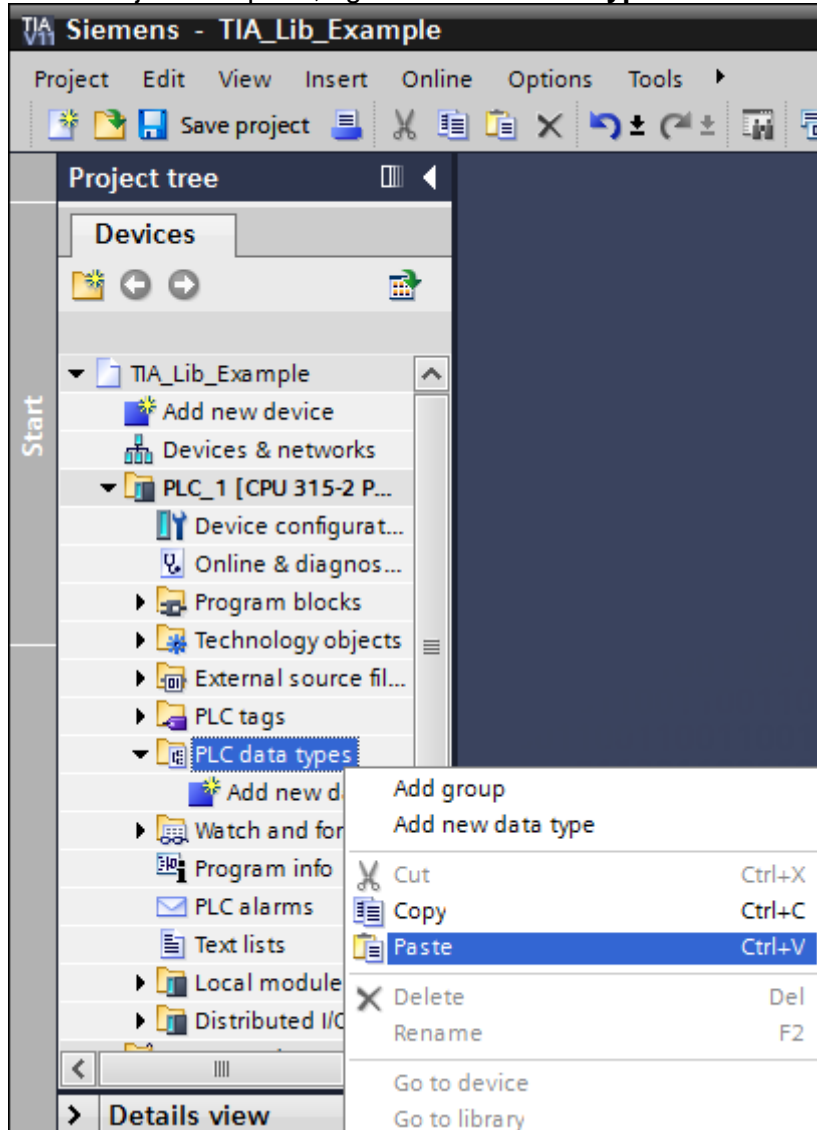 TIA V11 Siemens - TIA_Lib_Example
Project Edit View Insert Online Options Tools
Save project
Project tree
Devices
Start
TIA_Lib_Example
Add new device
Devices & networks
PLC_1 [CPU 315-2 P...
Device configurat...
Online & diagnos...
Program blocks
Technology objects
External source fil...
PLC tags
PLC data types
Add new d
Watch and for
Program info
PLC alarms
Text lists
Local module
Distributed I/O
Details view
Add group
Add new data type
Cut Ctrl+X
Copy Ctrl+C
Paste Ctrl+V
Delete Del
Rename F2
Go to device
Go to library